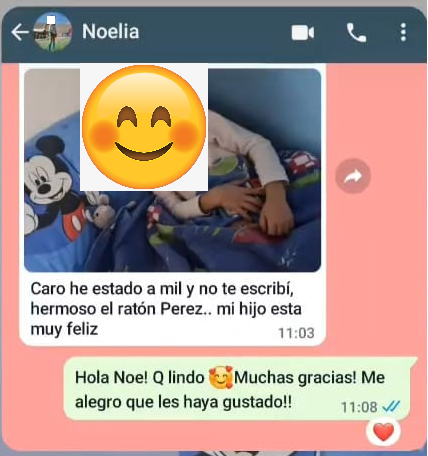 Noelia
Caro he estado a mil y no te escribí,
hermoso el ratón Perez.. mi hijo esta
muy feliz
11:03
Hola Noe! Q lindo 🥰Muchas gracias! Me
alegro que les haya gustado!!
11:08